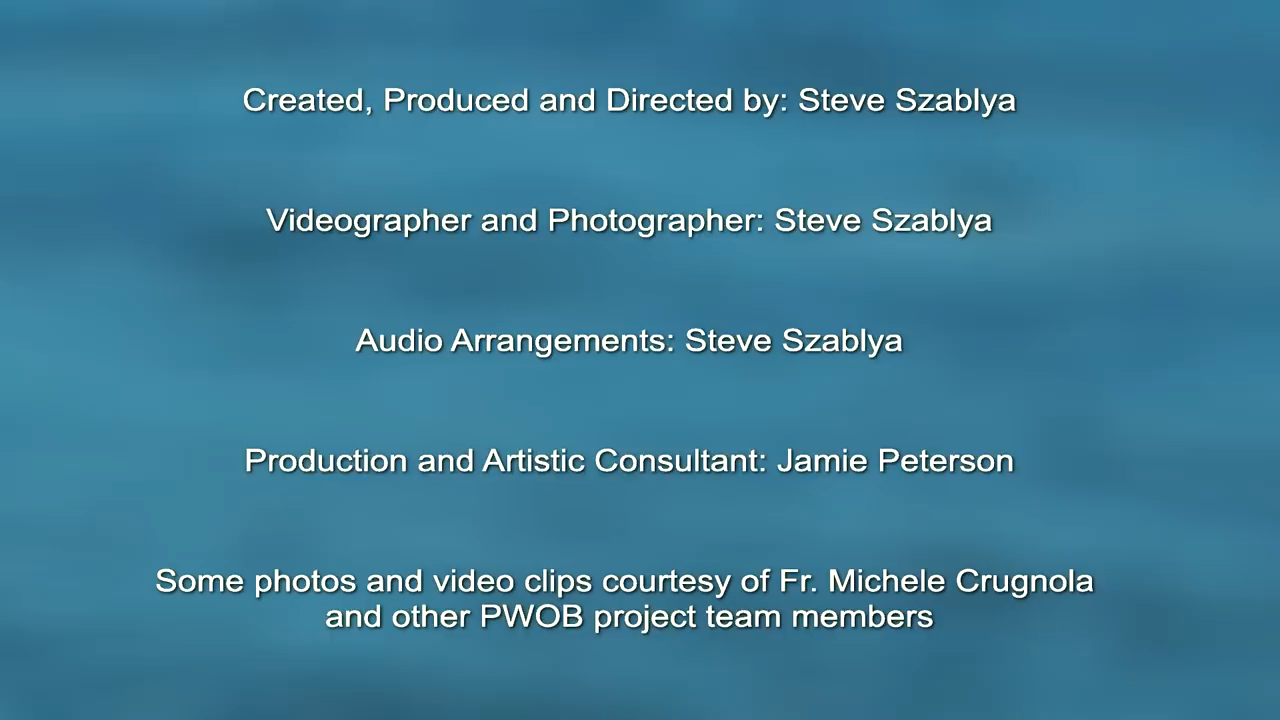 Created, Produced and Directed by: Steve Szablya
Videographer and Photographer: Steve Szablya
Audio Arrangements: Steve Szablya
Production and Artistic Consultant: Jamie Peterson
Some photos and video clips courtesy of Fr. Michele Crugnola
and other PWOB project team members